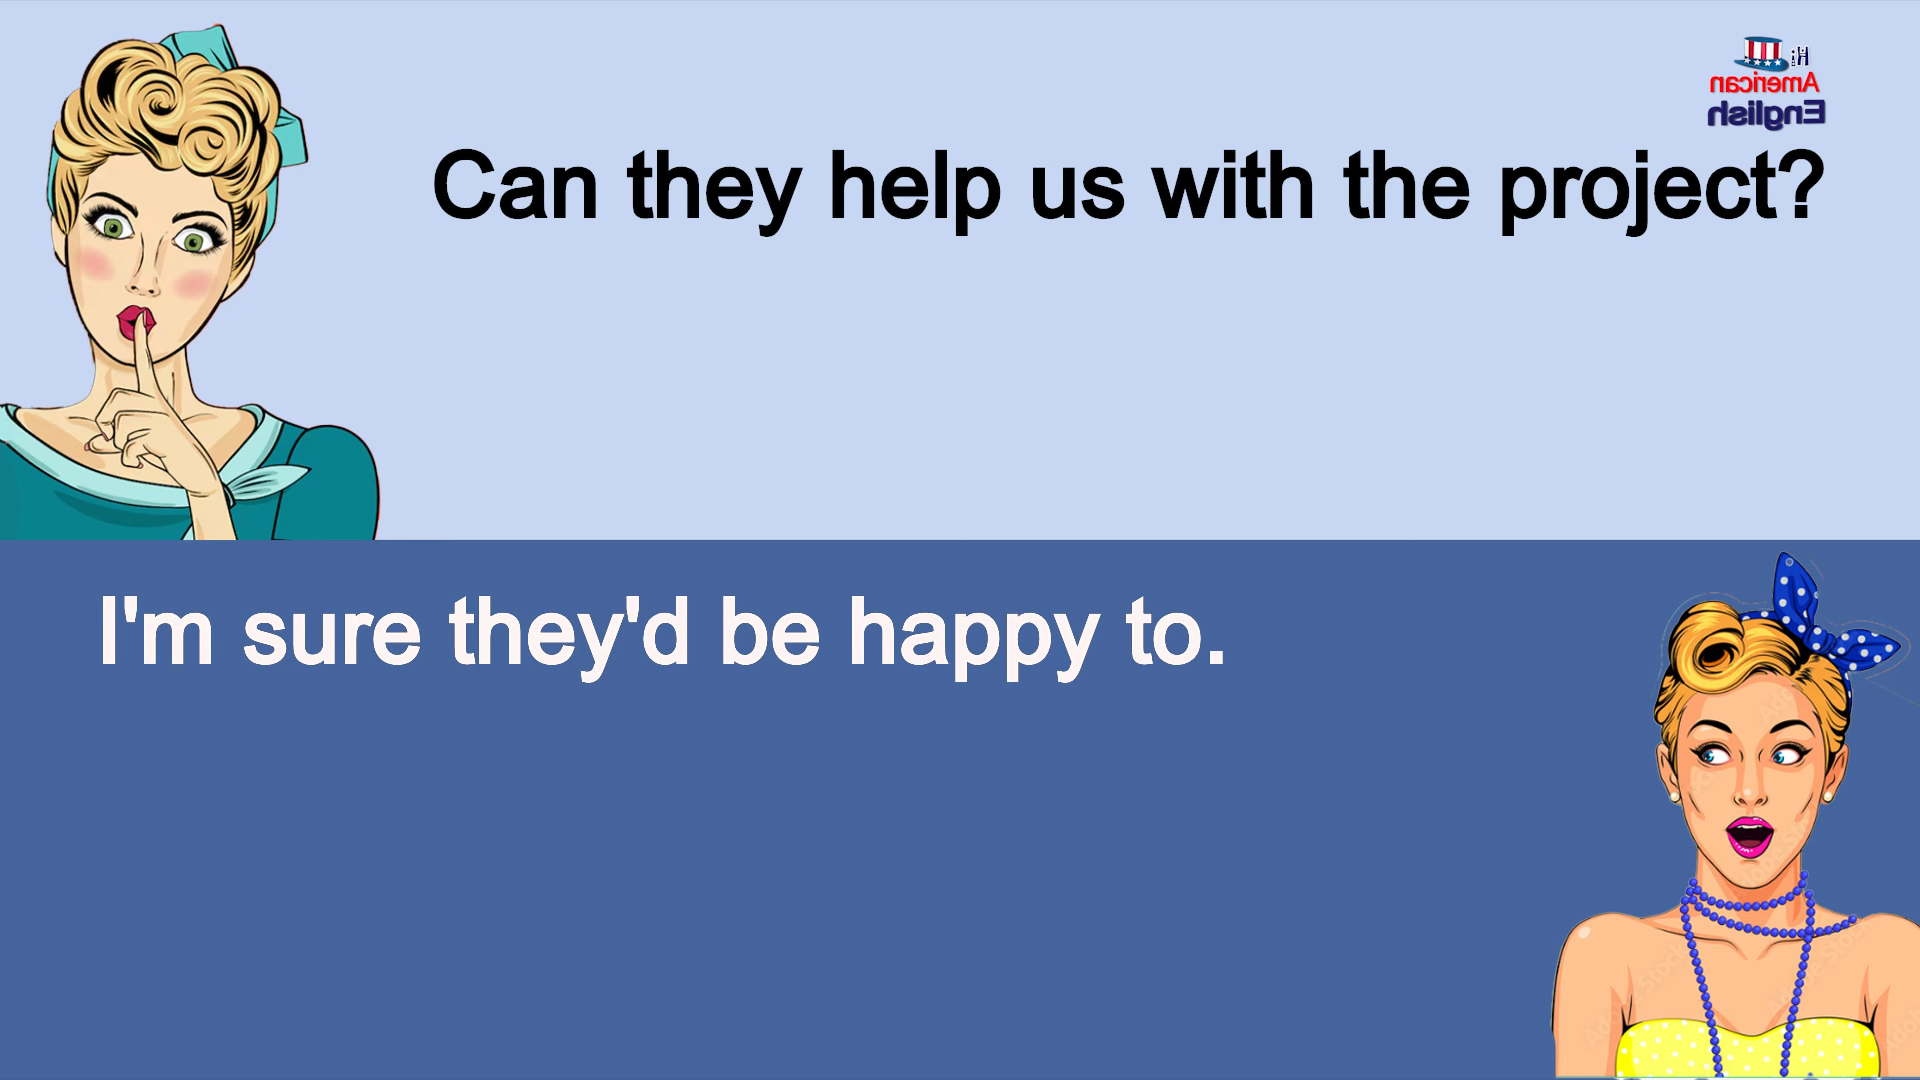 Hi
American
English
Can they help us with the project?
I'm sure they'd be happy to.